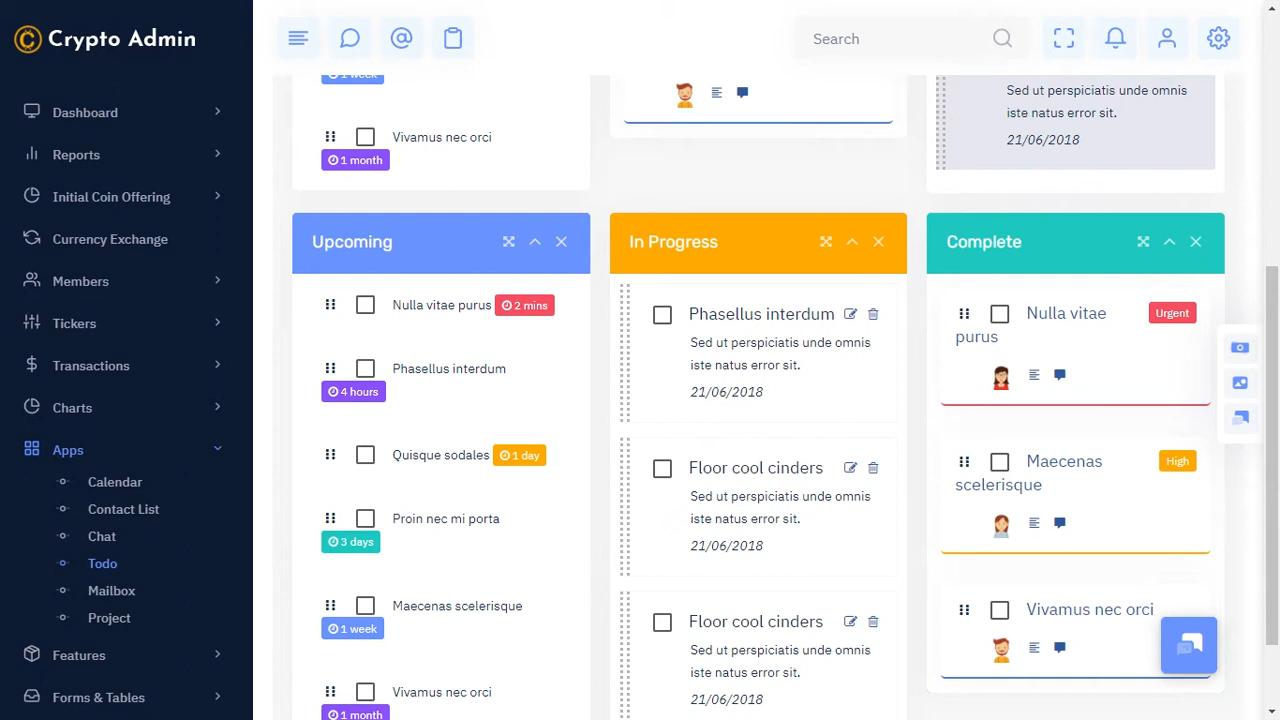 Crypto Admin
Search
Dashboard
Reports
Initial Coin Offering
Currency Exchange
Members
Tickers
Transactions
Charts
Apps
Calendar
Contact List
Chat
Todo
Mailbox
Project
Features
Forms & Tables
1 week
Vivamus nec orci
1 month
Sed ut perspiciatis unde omnis
iste natus error sit.
21/06/2018
Upcoming
Nulla vitae purus 2 mins
Phasellus interdum
4 hours
Quisque sodales 1 day
Proin nec mi porta
3 days
Maecenas scelerisque
1 week
Vivamus nec orci
1 month
In Progress
Phasellus interdum
Sed ut perspiciatis unde omnis
iste natus error sit.
21/06/2018
Floor cool cinders
Sed ut perspiciatis unde omnis
iste natus error sit.
21/06/2018
Floor cool cinders
Sed ut perspiciatis unde omnis
iste natus error sit.
21/06/2018
Complete
Nulla vitae Urgent
purus
Maecenas High
scelerisque
Vivamus nec orci